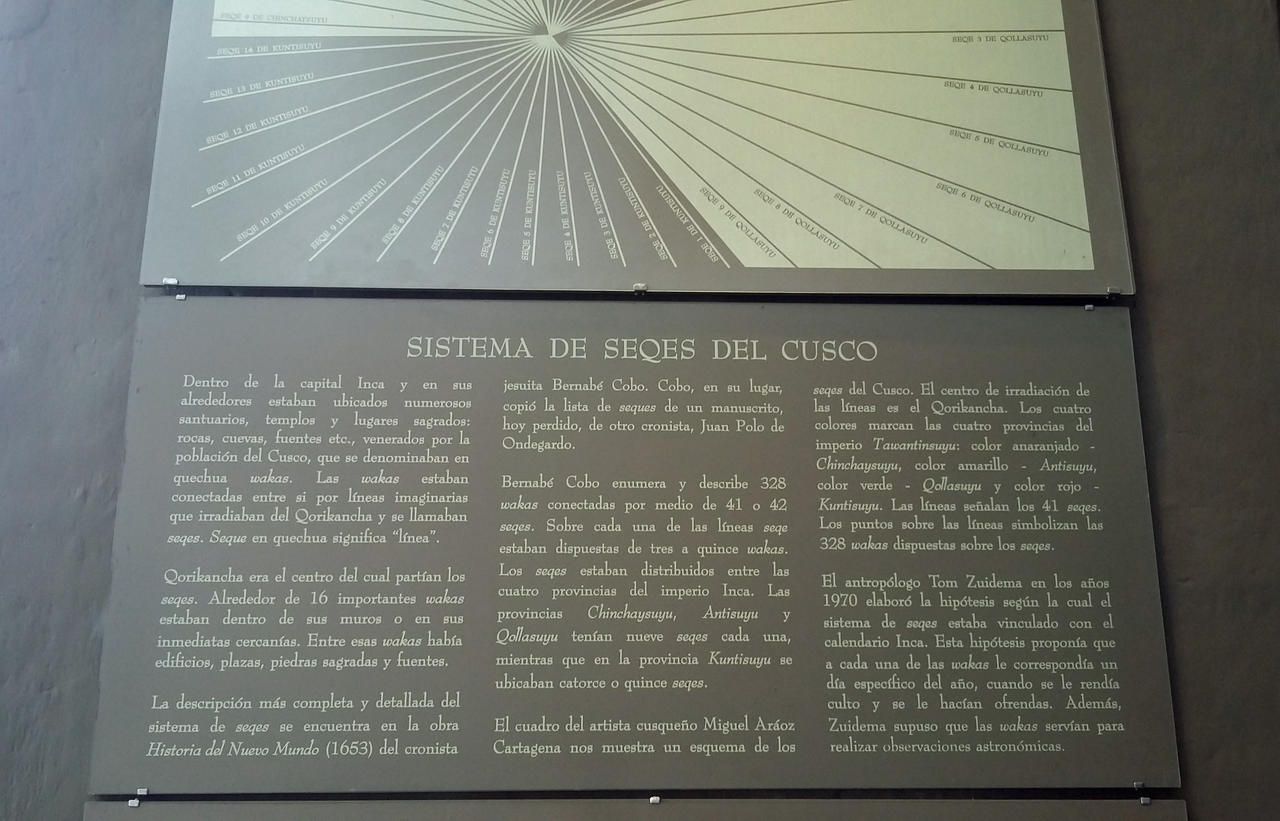 SEQE 9 DE CHINCHAYSUYU
SEQE 14 DE KUNTISUYU
SEQE 13 DE KUNTISUYU
SEQE 12 DE KUNTISUYU
SEQE 11 DE KUNTISUYU
SEQE 10 DE KUNTISUYU
SEQE 9 DE KUNTISUYU
SEQE 8 DE KUNTISUYU
SEQE 7 DE KUNTISUYU
SEQE 6 DE KUNTISUYU
SEQE 5 DE KUNTISUYU
SEQE 4 DE KUNTISUYU
SEQE 3 DE KUNTISUYU
SEQE 2 DE KUNTISUYU
SEQE 1 DE KUNTISUYU
SEQE 9 DE QOLLASUYU
SEQE 8 DE QOLLASUYU
SEQE 7 DE QOLLASUYU
SEQE 6 DE QOLLASUYU
SEQE 5 DE QOLLASUYU
SEQE 4 DE QOLLASUYU
SEQE 3 DE QOLLASUYU
SISTEMA DE SEQES DEL CUSCO
Dentro de la capital Inca y en sus
alrededores estaban ubicados numerosos
santuarios, templos y lugares sagrados:
rocas, cuevas, fuentes etc., venerados por la
población del Cusco, que se denominaban en
quechua wakas. Las wakas estaban
conectadas entre si por líneas imaginarias
que irradiaban del Qorikancha y se llamaban
seqes. Seque en quechua significa “línea”.
Qorikancha era el centro del cual partían los
seqes. Alrededor de 16 importantes wakas
estaban dentro de sus muros o en sus
inmediatas cercanías. Entre esas wakas había
edificios, plazas, piedras sagradas y fuentes.
La descripción más completa y detallada del
sistema de seqes se encuentra en la obra
Historia del Nuevo Mundo (1653) del cronista
jesuita Bernabé Cobo. Cobo, en su lugar,
copió la lista de seques de un manuscrito,
hoy perdido, de otro cronista, Juan Polo de
Ondegardo.
Bernabé Cobo enumera y describe 328
wakas conectadas por medio de 41 o 42
seqes. Sobre cada una de las líneas seqe
estaban dispuestas de tres a quince wakas.
Los seqes estaban distribuidos entre las
cuatro provincias del imperio Inca. Las
provincias Chinchaysuyu, Antisuyu y
Qollasuyu tenían nueve seqes cada una,
mientras que en la provincia Kuntisuyu se
ubicaban catorce o quince seqes.
El cuadro del artista cusqueño Miguel Aráoz
Cartagena nos muestra un esquema de los
seqes del Cusco. El centro de irradiación de
las líneas es el Qorikancha. Los cuatro
colores marcan las cuatro provincias del
imperio Tawantinsuyu: color anaranjado -
Chinchaysuyu, color amarillo - Antisuyu,
color verde - Qollasuyu y color rojo -
Kuntisuyu. Las líneas señalan los 41 seqes.
Los puntos sobre las líneas simbolizan las
328 wakas dispuestas sobre los seqes.
El antropólogo Tom Zuidema en los años
1970 elaboró la hipótesis según la cual el
sistema de seqes estaba vinculado con el
calendario Inca. Esta hipótesis proponía que
a cada una de las wakas le correspondía un
día específico del año, cuando se le rendía
culto y se le hacían ofrendas. Además,
Zuidema supuso que las wakas servían para
realizar observaciones astronómicas.